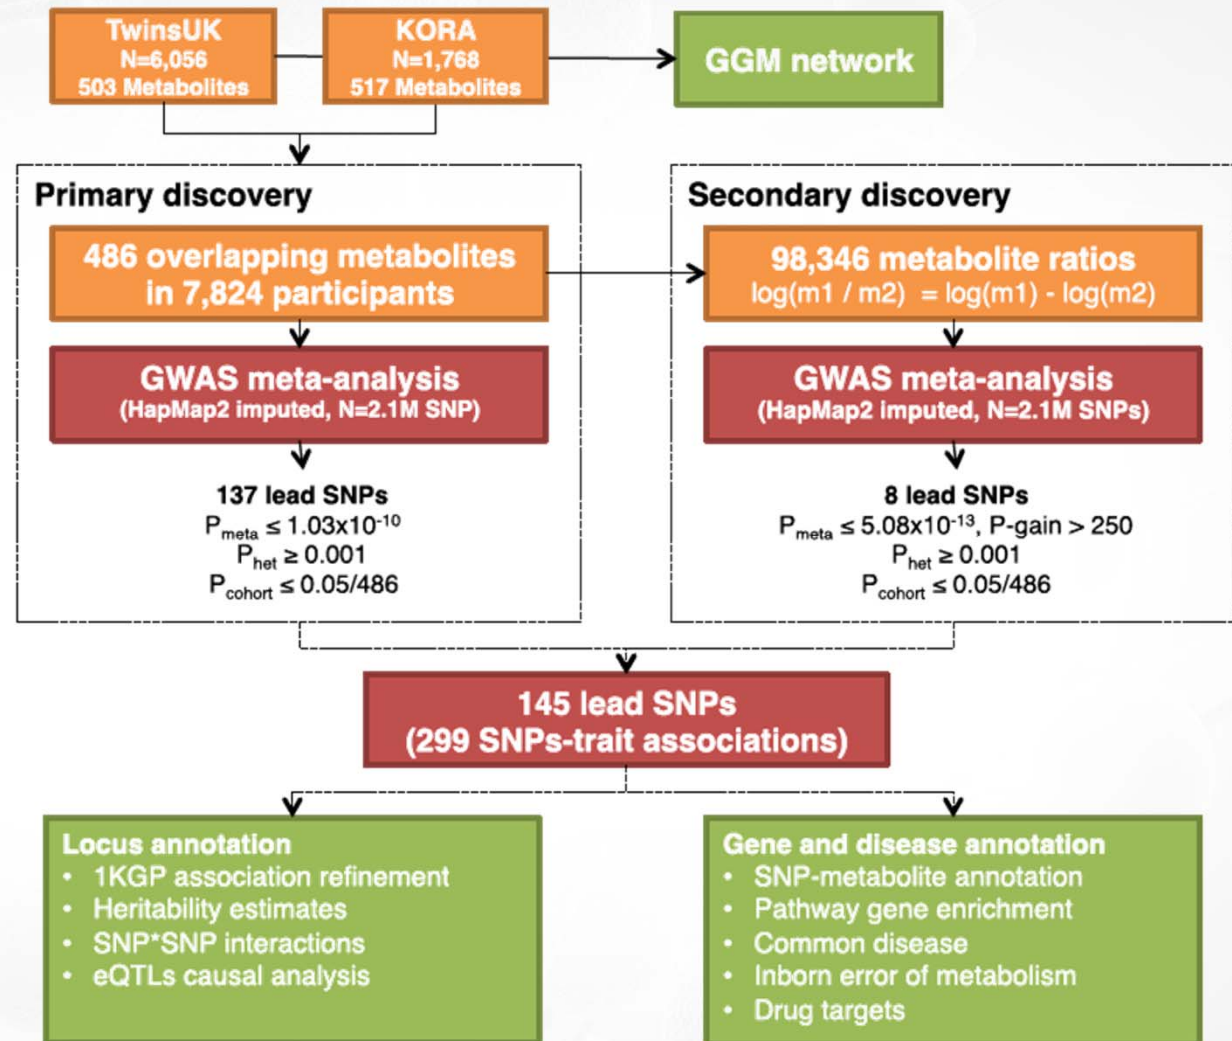 TwinsUK
N=6,056
503 Metabolites
KORA
N=1,768
517 Metabolites
GGM network
Primary discovery
486 overlapping metabolites
in 7,824 participants
GWAS meta-analysis
(HapMap2 imputed, N=2.1M SNP)
137 lead SNPs
Pmeta ≤ 1.03x10-10
Phet ≥ 0.001
Pcohort ≤ 0.05/486
Secondary discovery
98,346 metabolite ratios
log(m1 / m2) = log(m1) - log(m2)
GWAS meta-analysis
(HapMap2 imputed, N=2.1M SNPs)
8 lead SNPs
Pmeta ≤ 5.08x10-13, P-gain > 250
Phet ≥ 0.001
Pcohort ≤ 0.05/486
145 lead SNPs
(299 SNPs-trait associations)
Locus annotation
• 1KGP association refinement
• Heritability estimates
• SNP*SNP interactions
• eQTLs causal analysis
Gene and disease annotation
• SNP-metabolite annotation
• Pathway gene enrichment
• Common disease
• Inborn error of metabolism
• Drug targets